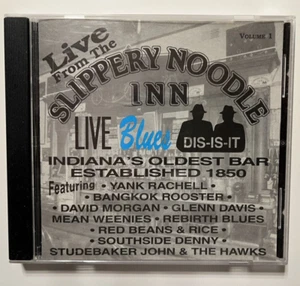 Volume 1
Live
From The
SLIPPERY NOODLE
INN
LIVE Blues DIS-IS-IT
INDIANA'S OLDEST BAR
ESTABLISHED 1850
Featuring • YANK RACHELL •
• BANGKOK ROOSTER •
• DAVID MORGAN • GLENN DAVIS •
MEAN WEENIES • REBIRTH BLUES
• RED BEANS & RICE •
• SOUTHSIDE DENNY •
STUDEBAKER JOHN & THE HAWKS